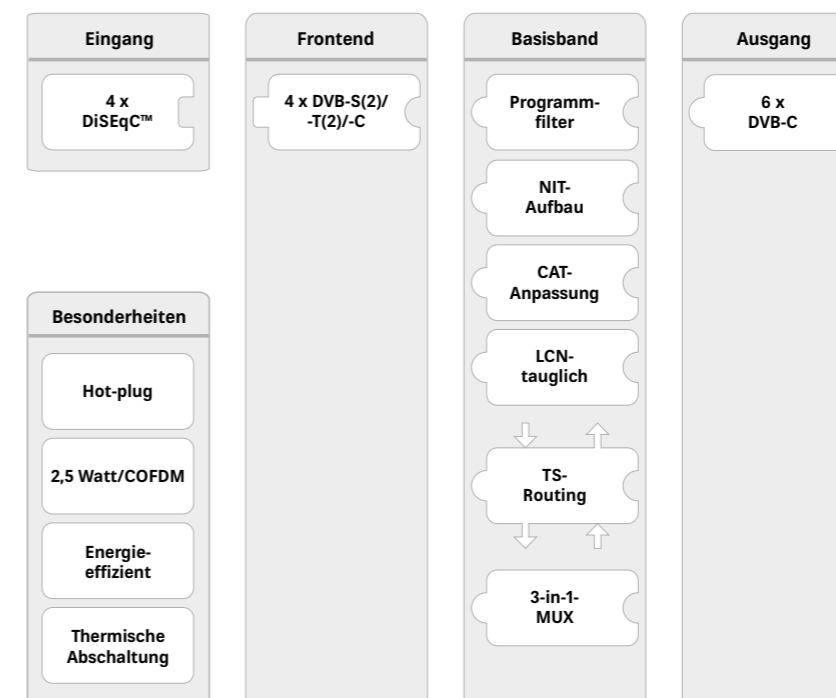 Eingang
4 x
DiSEqC™
Frontend
4 x DVB-S(2)/
-T(2)/-C
Basisband
Programm-
filter
NIT-
Aufbau
CAT-
Anpassung
LCN-
tauglich
TS-
Routing
3-in-1-
MUX
Ausgang
6 x
DVB-C
Besonderheiten
Hot-plug
2,5 Watt/COFDM
Energie-
effizient
Thermische
Abschaltung